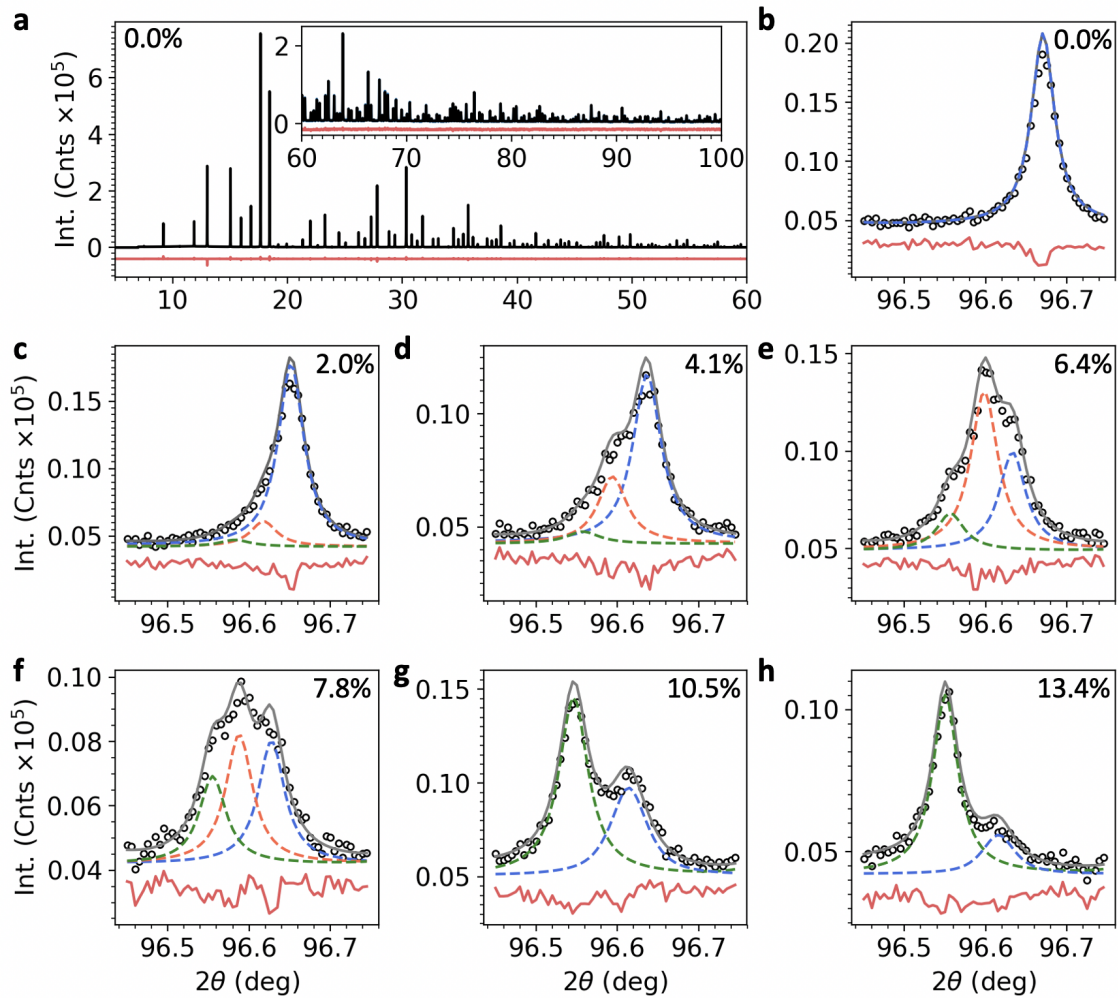 a
0.0%
Int. (Cnts ×10⁵)
6
4
2
0
2
0
60 70 80 90 100
10 20 30 40 50 60
b
0.0%
0.20
0.15
0.10
0.05
96.5 96.6 96.7
c
2.0%
Int. (Cnts ×10⁵)
0.15
0.10
0.05
96.5 96.6 96.7
d
4.1%
0.10
0.05
96.5 96.6 96.7
e
6.4%
0.15
0.10
0.05
96.5 96.6 96.7
f
7.8%
Int. (Cnts ×10⁵)
0.10
0.08
0.06
0.04
96.5 96.6 96.7
2θ (deg)
g
10.5%
0.15
0.10
0.05
96.5 96.6 96.7
2θ (deg)
h
13.4%
0.10
0.05
96.5 96.6 96.7
2θ (deg)